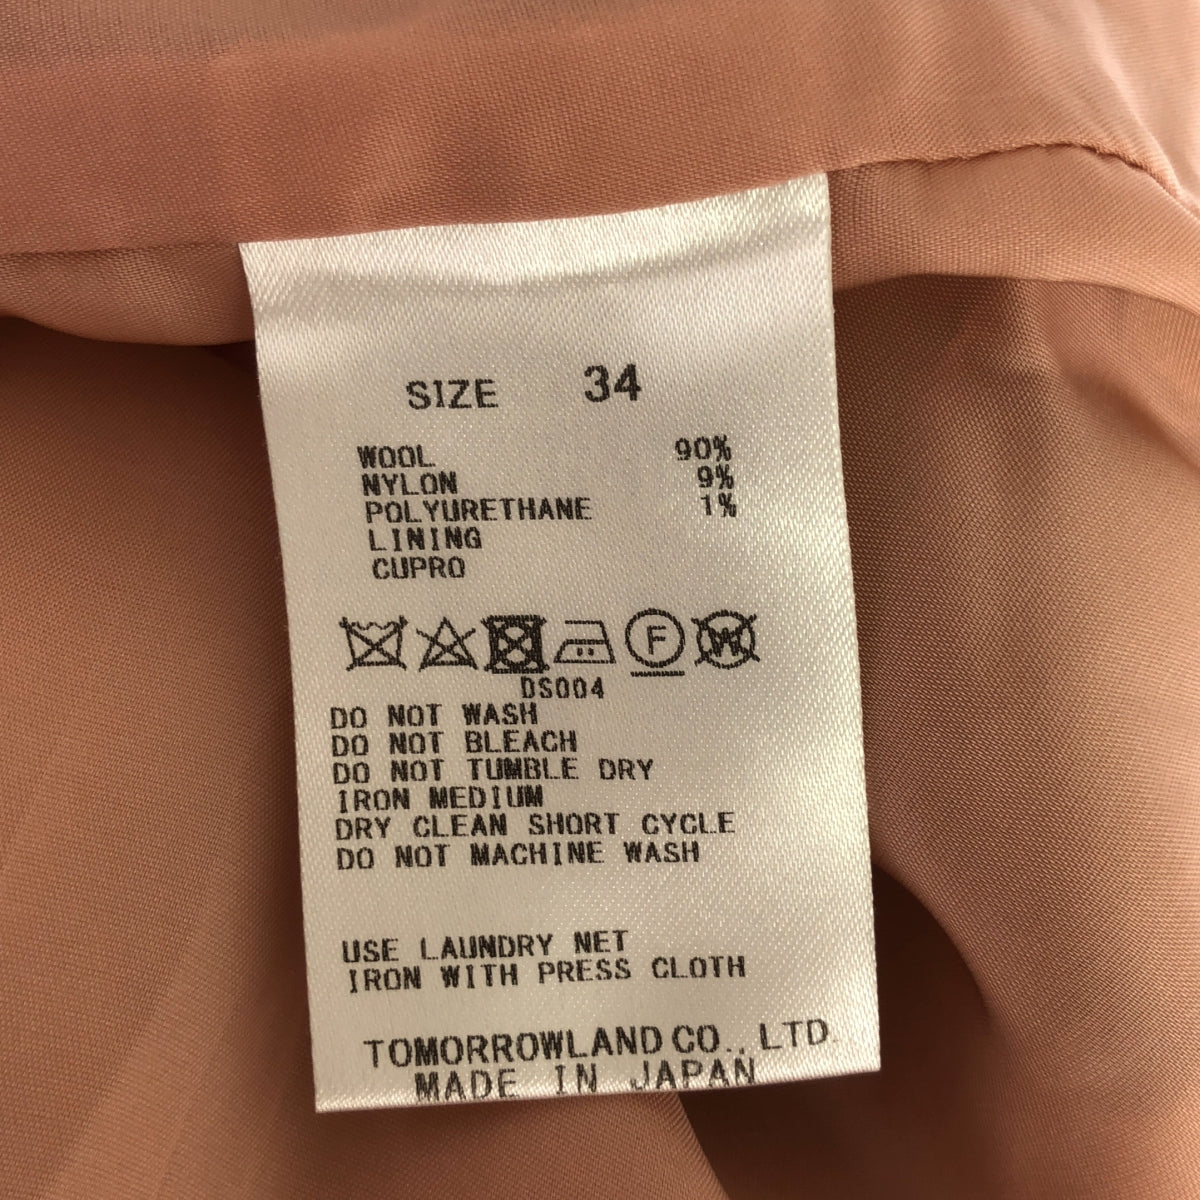 SIZE 34
WOOL 90%
NYLON 9%
POLYURETHANE 1%
LINING
CUPRO
F W
DS004
DO NOT WASH
DO NOT BLEACH
DO NOT TUMBLE DRY
IRON MEDIUM
DRY CLEAN SHORT CYCLE
DO NOT MACHINE WASH
USE LAUNDRY NET
IRON WITH PRESS CLOTH
TOMORROWLAND CO., LTD.
MADE IN JAPAN